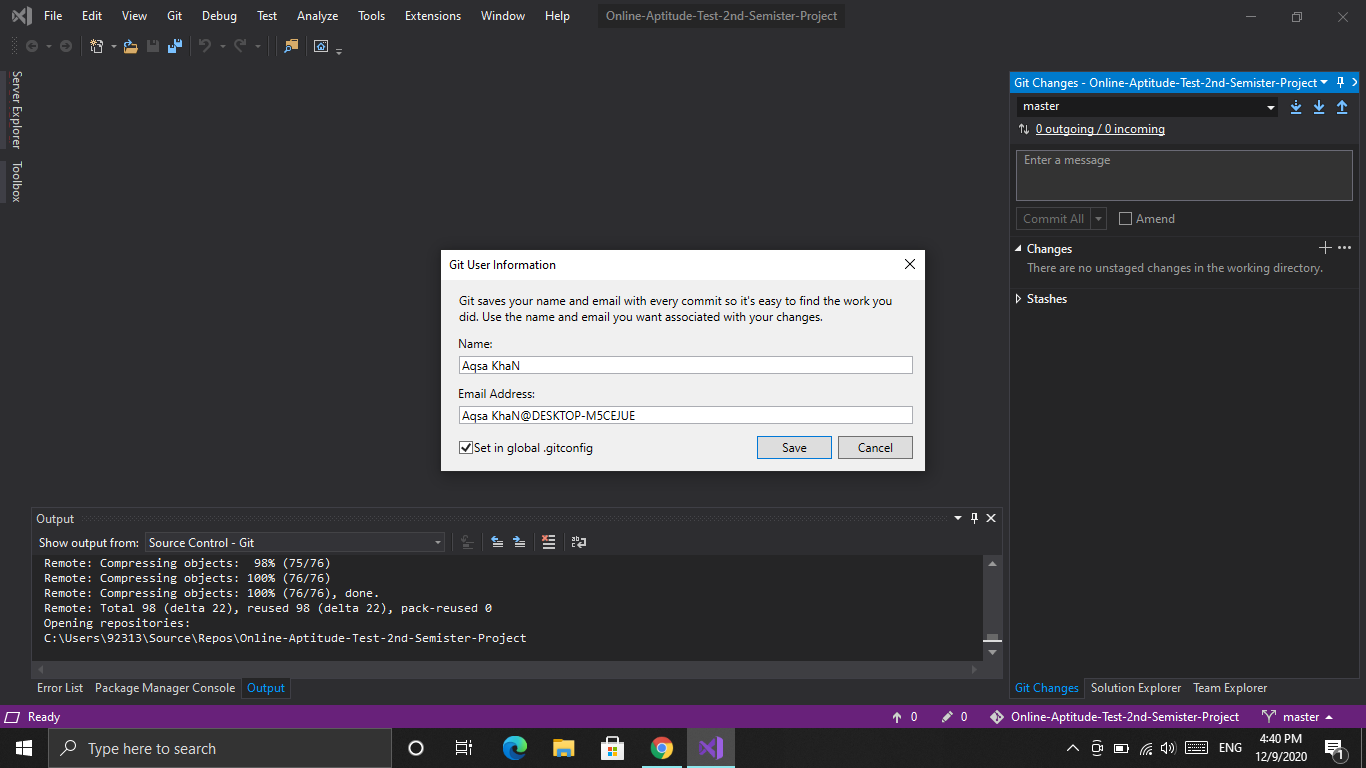 File Edit View Git Debug Test Analyze Tools Extensions Window Help Online-Aptitude-Test-2nd-Semister-Project
Server Explorer
Toolbox
Git Changes - Online-Aptitude-Test-2nd-Semister-Project
master
0 outgoing / 0 incoming
Enter a message
Commit All Amend
Changes
There are no unstaged changes in the working directory.
Stashes
Git User Information
Git saves your name and email with every commit so it's easy to find the work you
did. Use the name and email you want associated with your changes.
Name:
Aqsa KhaN
Email Address:
Aqsa KhaN@DESKTOP-M5CEJUE
Set in global .gitconfig Save Cancel
Output
Show output from: Source Control - Git
Remote: Compressing objects:  98% (75/76)
Remote: Compressing objects: 100% (76/76)
Remote: Compressing objects: 100% (76/76), done.
Remote: Total 98 (delta 22), reused 98 (delta 22), pack-reused 0
Opening repositories:
C:\Users\92313\Source\Repos\Online-Aptitude-Test-2nd-Semister-Project
Error List Package Manager Console Output
Git Changes Solution Explorer Team Explorer
Ready 0 0 Online-Aptitude-Test-2nd-Semister-Project master
Type here to search
ENG
4:40 PM
12/9/2020
1